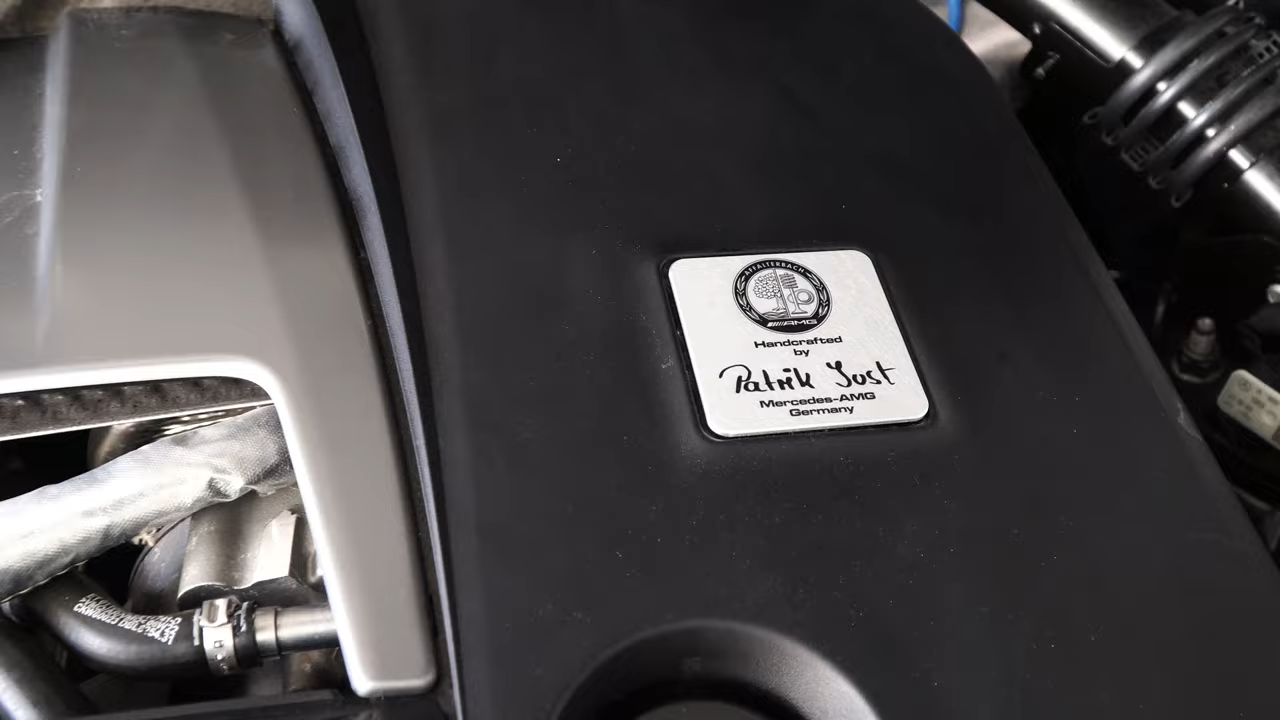 AFFALTERBACH
AMG
Handcrafted
by
Patrik Jost
Mercedes-AMG
Germany